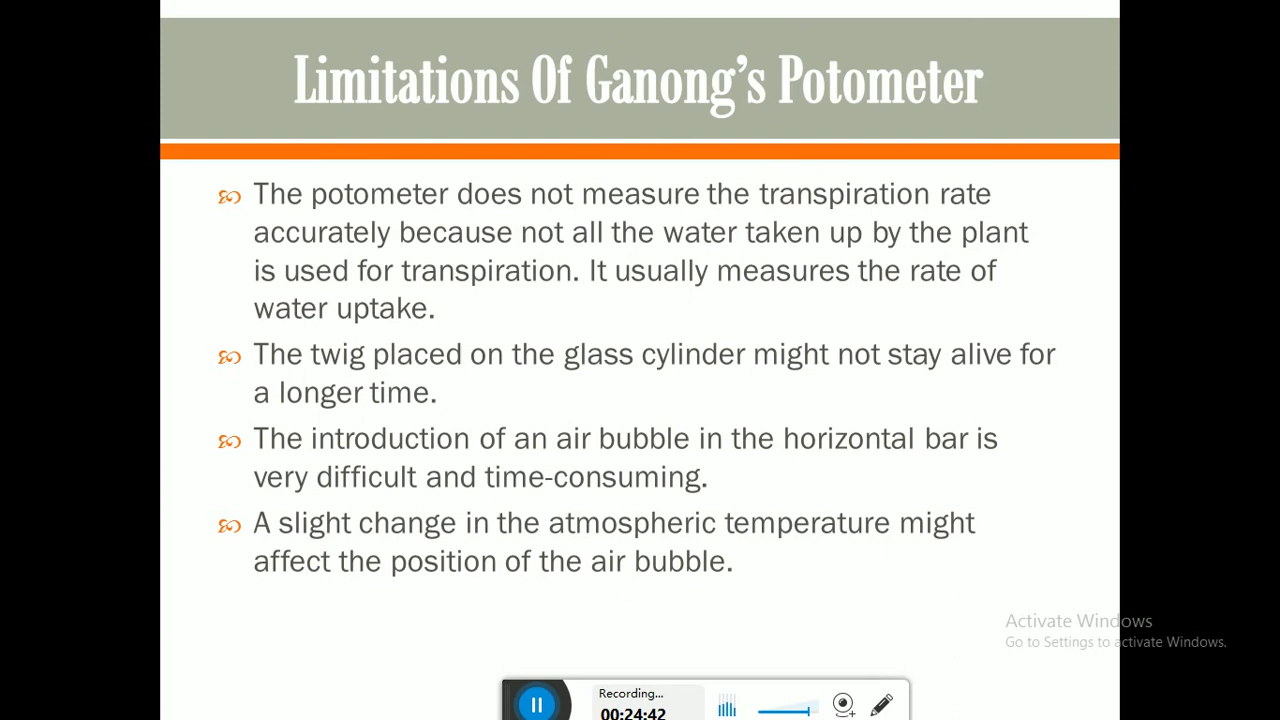 Limitations Of Ganong's Potometer
The potometer does not measure the transpiration rate
accurately because not all the water taken up by the plant
is used for transpiration. It usually measures the rate of
water uptake.
The twig placed on the glass cylinder might not stay alive for
a longer time.
The introduction of an air bubble in the horizontal bar is
very difficult and time-consuming.
A slight change in the atmospheric temperature might
affect the position of the air bubble.
Activate Windows
Go to Settings to activate Windows.
Recording...
00:24:42